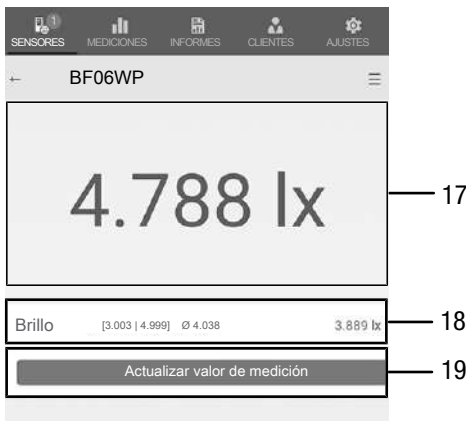 1
SENSORES MEDICIONES INFORMES CLIENTES AJUSTES
← BF06WP
4.788 lx
17
Brillo [3.003 | 4.999] Ø 4.038 3.889 lx
18
Actualizar valor de medición
19